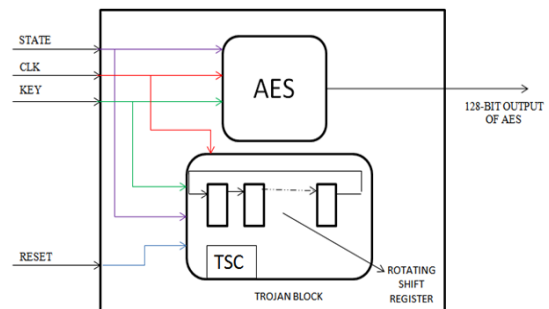 STATE
CLK
KEY
AES
128-BIT OUTPUT
OF AES
RESET
TSC
ROTATING
SHIFT
REGISTER
TROJAN BLOCK